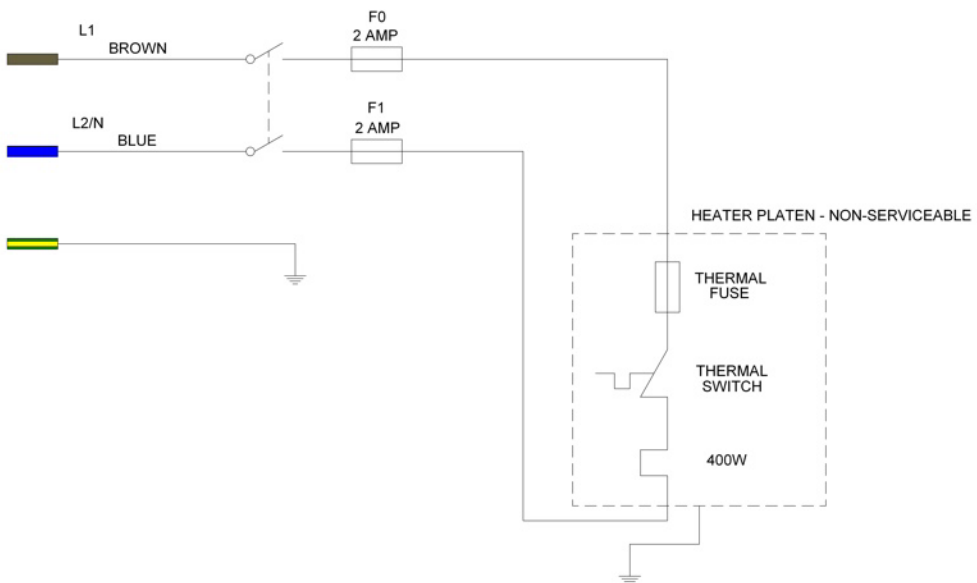 L1
BROWN
F0
2 AMP
L2/N
BLUE
F1
2 AMP
HEATER PLATEN - NON-SERVICEABLE
THERMAL
FUSE
THERMAL
SWITCH
400W